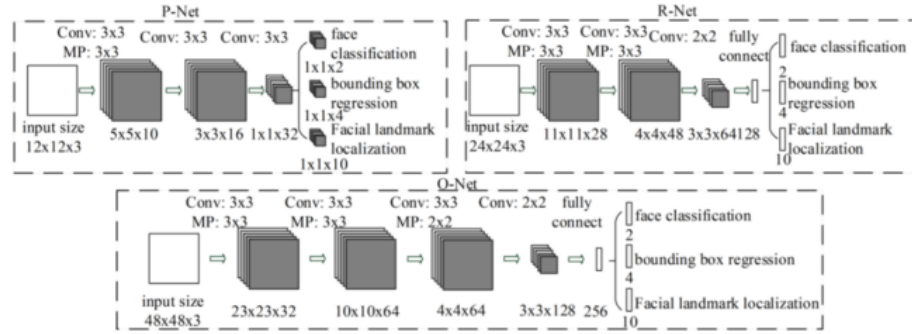 P-Net
Conv: 3x3 Conv: 3x3 Conv: 3x3
MP: 3x3
face
classification
1x1x2
bounding box
regression
1x1x4
Facial landmark
localization
1x1x10
input size
12x12x3
5x5x10
3x3x16
1x1x32
R-Net
Conv: 3x3 Conv: 3x3 Conv: 2x2 fully
MP: 3x3 MP: 3x3 connect
face classification
2
bounding box
regression
4
Facial landmark
localization
10
input size
24x24x3
11x11x28
4x4x48
3x3x64
128
O-Net
Conv: 3x3 Conv: 3x3 Conv: 3x3 Conv: 2x2 fully
MP: 3x3 MP: 3x3 MP: 2x2 connect
face classification
2
bounding box regression
4
Facial landmark localization
10
input size
48x48x3
23x23x32
10x10x64
4x4x64
3x3x128
256